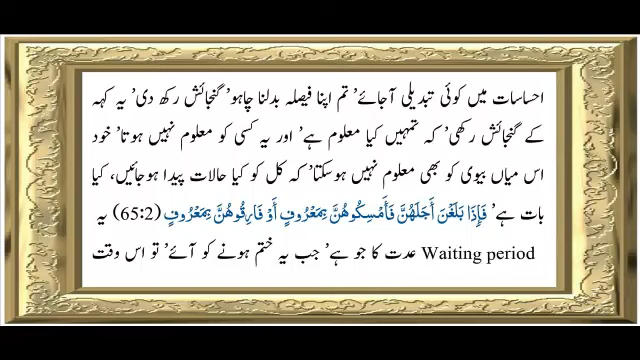 احساسات میں کوئی تبدیلی آجائے’ تم اپنا فیصلہ بدلنا چاہو’ گنجائش رکھ دی’ یہ کہہ
کے گنجائش رکھی’ کہ تمہیں کیا معلوم ہے’ اور یہ کسی کو معلوم نہیں ہوتا’ خود
اس میاں بیوی کو بھی معلوم نہیں ہوسکتا’ کہ کل کو کیا حالات پیدا ہوجائیں، کیا
بات ہے’ فَإِذَا بَلَغْنَ أَجَلَهُنَّ فَأَمْسِكُوهُنَّ بِمَعْرُوفٍ أَوْ فَارِقُوهُنَّ بِمَعْرُوفٍ (65:2) یہ
Waiting period عدت کا جو ہے’ جب یہ ختم ہونے کو آئے’ تو اس وقت